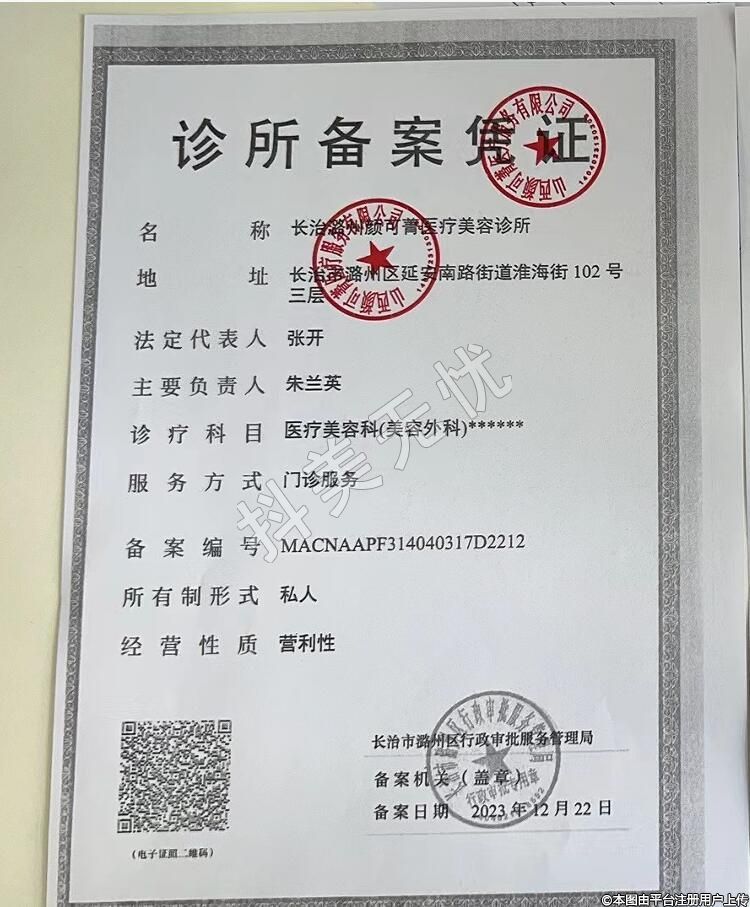 诊所备案凭证
名称 长治潞州颜可菁医疗美容诊所
地址 长治市潞州区延安南路街道淮海街 102 号
三层
法定代表人 张开
主要负责人 朱兰英
诊疗科目 医疗美容科(美容外科)******
服务方式 门诊服务
抖美无忧
备案编号 MACNAAPF314040317D2212
所有制形式 私人
经营性质 营利性
长治市潞州区行政审批服务管理局
备案机关（盖章）
行政审批专用章
备案日期 2023 年 12 月 22 日
(电子证照二维码)
©本图由平台注册用户上传